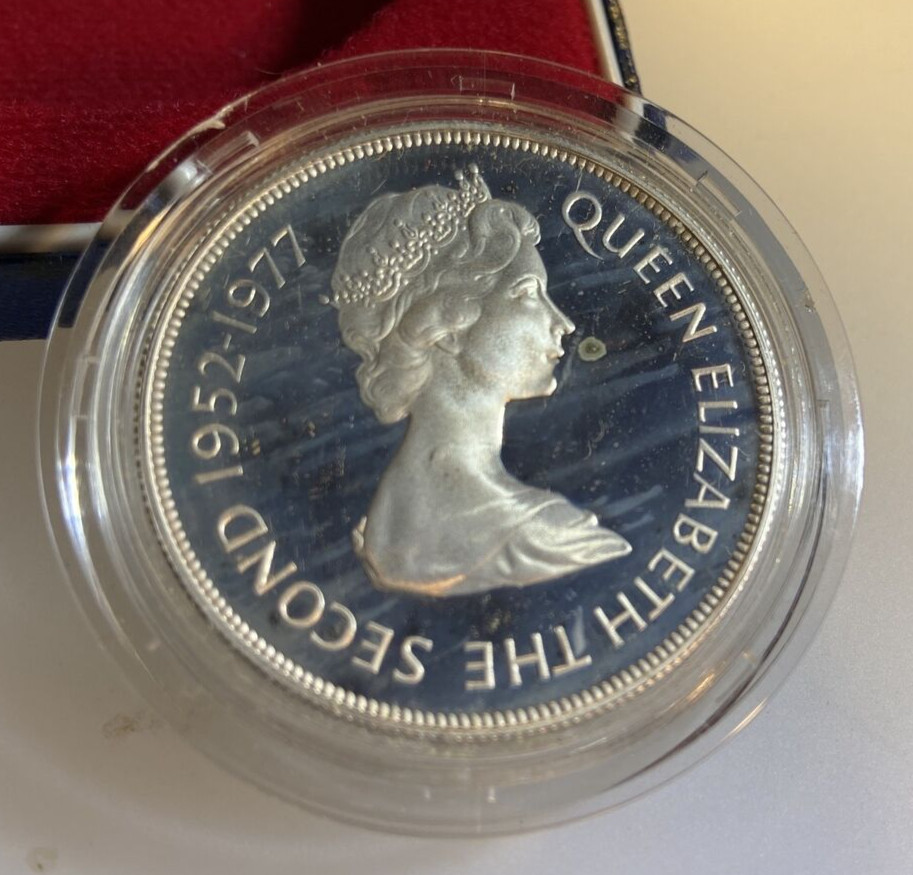 QUEEN ELIZABETH THE SECOND 1952-1977